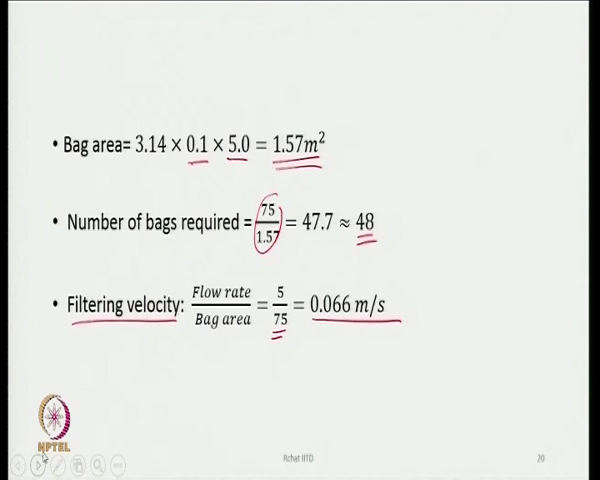 • Bag area= 3.14 × 0.1 × 5.0 = 1.57m²
• Number of bags required = 75/1.57 = 47.7 ≈ 48
• Filtering velocity: Flow rate/Bag area = 5/75 = 0.066 m/s
NPTEL
Rchat IITD
20